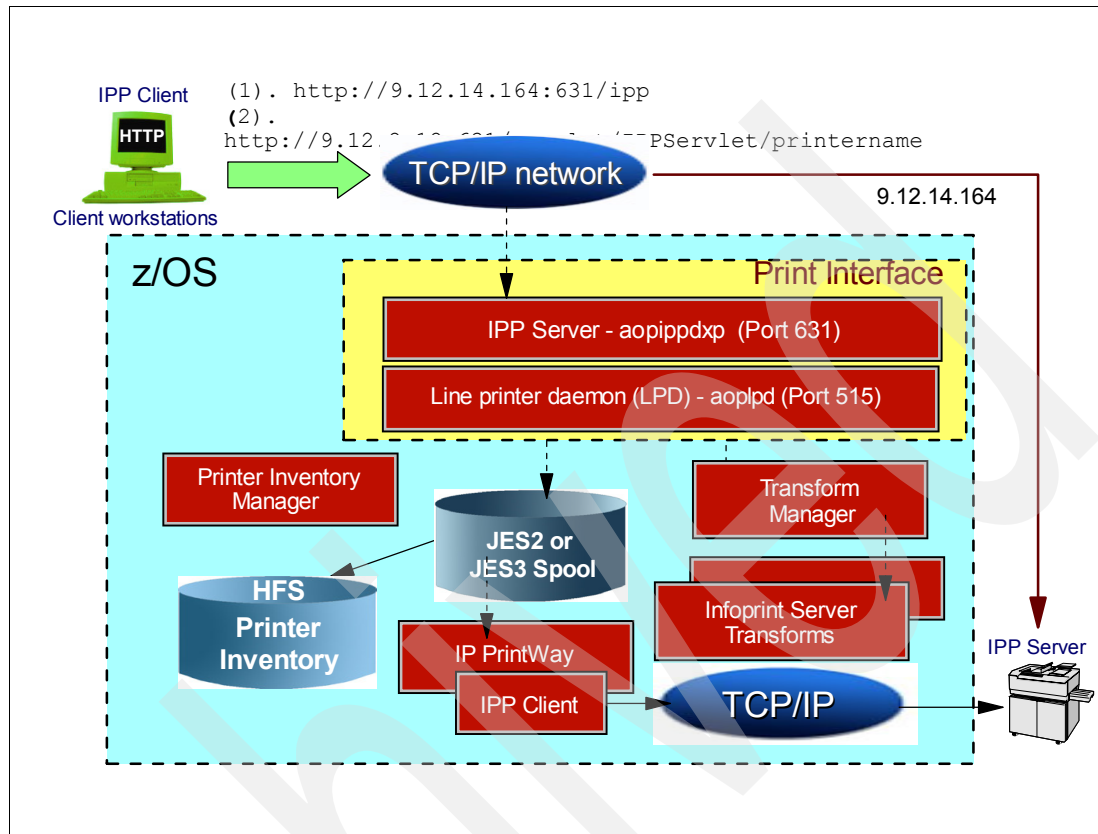 IPP Client
(1). http://9.12.14.164:631/ipp
(2).
HTTP
PServlet/printername
TCP/IP network
9.12.14.164
Client workstations
z/OS
Print Interface
IPP Server - aopippdxp (Port 631)
Line printer daemon (LPD) - aoplpd (Port 515)
Printer Inventory
Manager
Transform
Manager
JES2 or
JES3 Spool
HFS
Printer
Inventory
Infoprint Server
Transforms
IP PrintWay
IPP Client
TCP/IP
IPP Server